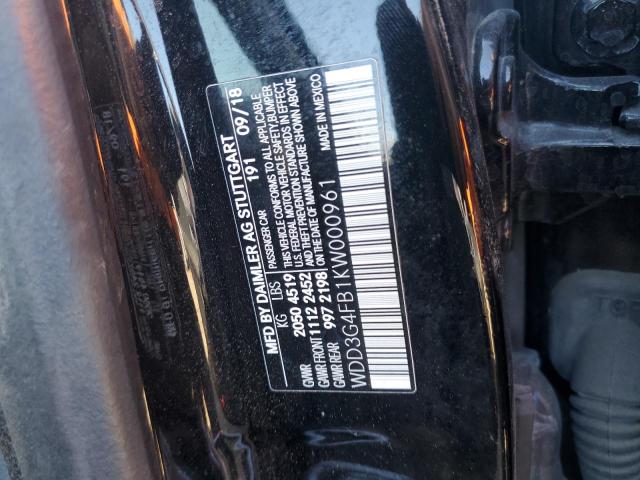 MFD BY DAIMLER AG STUTTGART
191 09/18
PASSENGER CAR
KG LBS THIS VEHICLE CONFORMS TO ALL APPLICABLE
GVWR 2050 4519 U.S. FEDERAL MOTOR VEHICLE SAFETY,BUMPER
GAWR FRONT 1112 2452 AND THEFT PREVENTION STANDARDS IN EFFECT
GAWR REAR 997 2198 ON THE DATE OF MANUFACTURE SHOWN ABOVE
MADE IN MEXICO
WDD3G4FB1KW000961